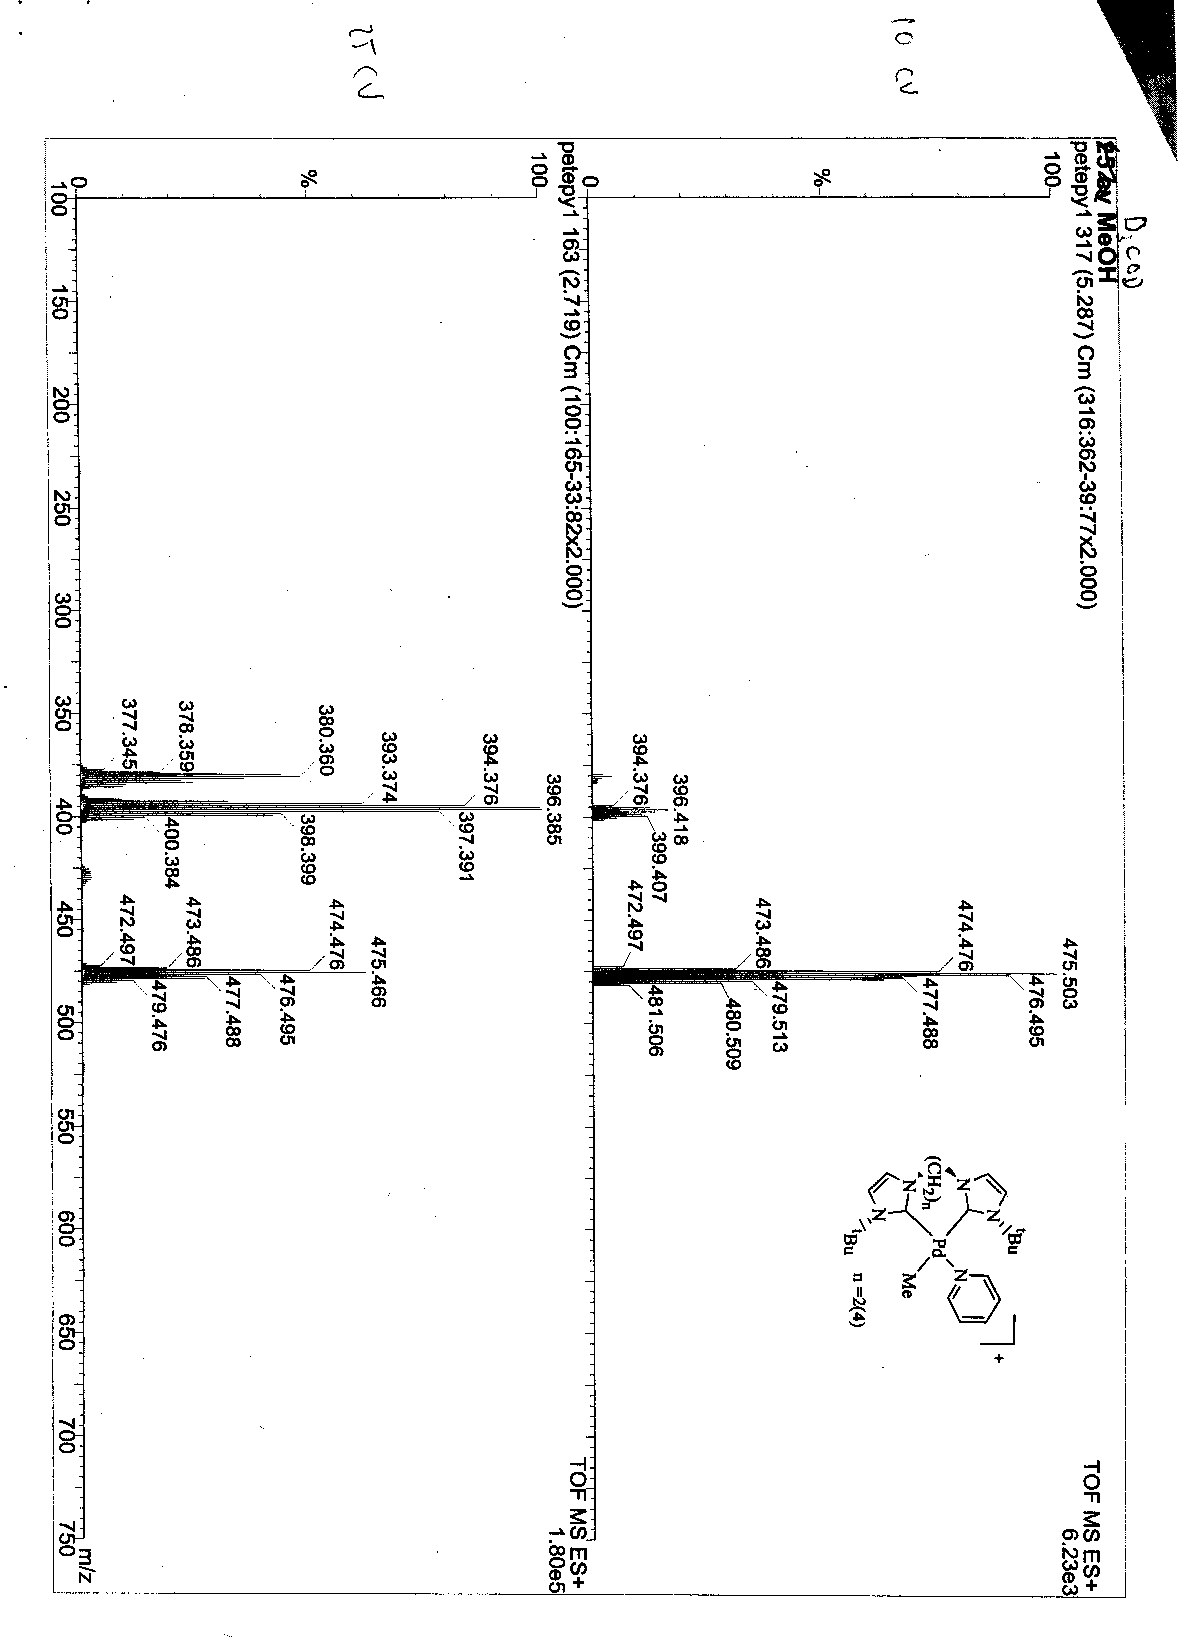 10 CV
25 CV
D3COD
MeOH
petepy1 317 (5.287) Cm (316:362-39:77x2.000)
TOF MS ES+
6.23e3
100
%
0
475.503
476.495
474.476
477.488
473.486
479.513
480.509
472.497
481.506
396.418
399.407
394.376
tBu
N
N
(CH2)n
N
N
tBu
Pd
N
Me
n =2(4)
+
petepy1 163 (2.719) Cm (100:165-33:82x2.000)
TOF MS ES+
1.80e5
100
%
0
396.385
394.376
397.391
393.374
398.399
380.360
400.384
378.359
377.345
475.466
474.476
476.495
473.486
477.488
472.497
479.476
100 150 200 250 300 350 400 450 500 550 600 650 700 750
m/z